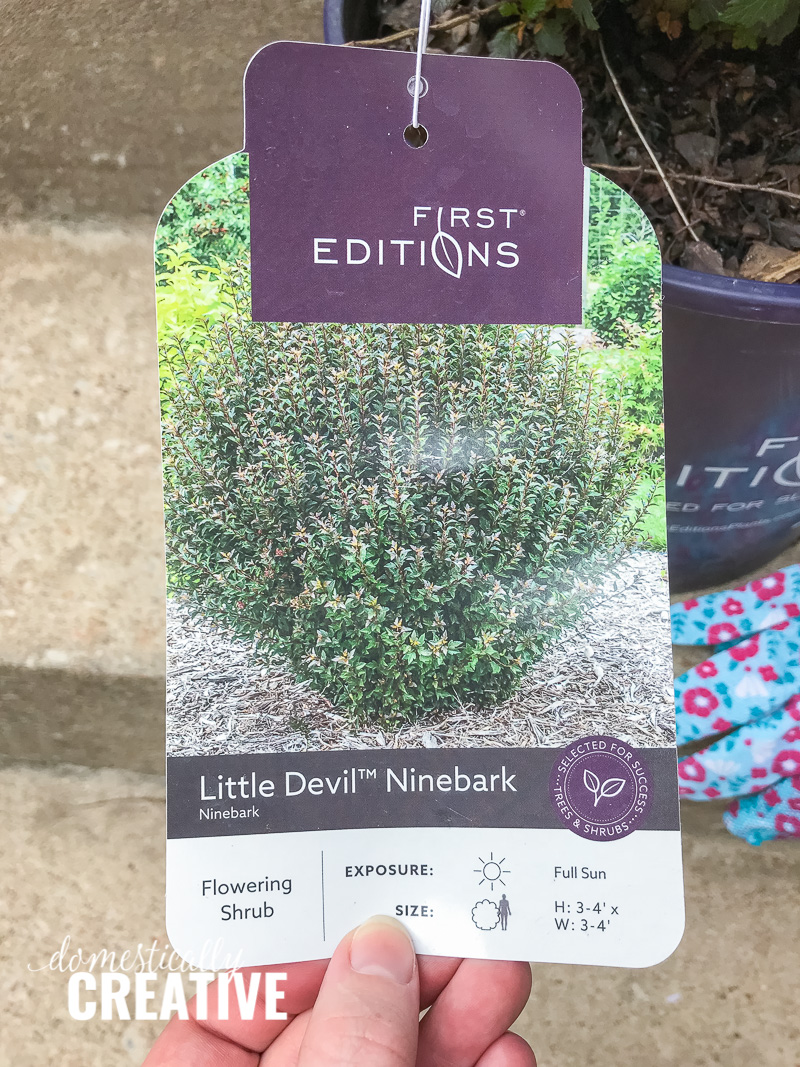 FIRST®
EDITIONS
Little Devil™ Ninebark
Ninebark
SELECTED FOR SUCCESS
TREES & SHRUBS
Flowering
Shrub
EXPOSURE:
Full Sun
SIZE:
H: 3-4' x
W: 3-4'
domestically
CREATIVE